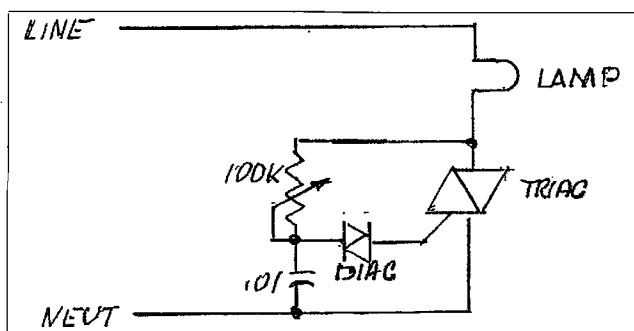 LINE
LAMP
100K
TRIAC
DIAC
.01
NEUT